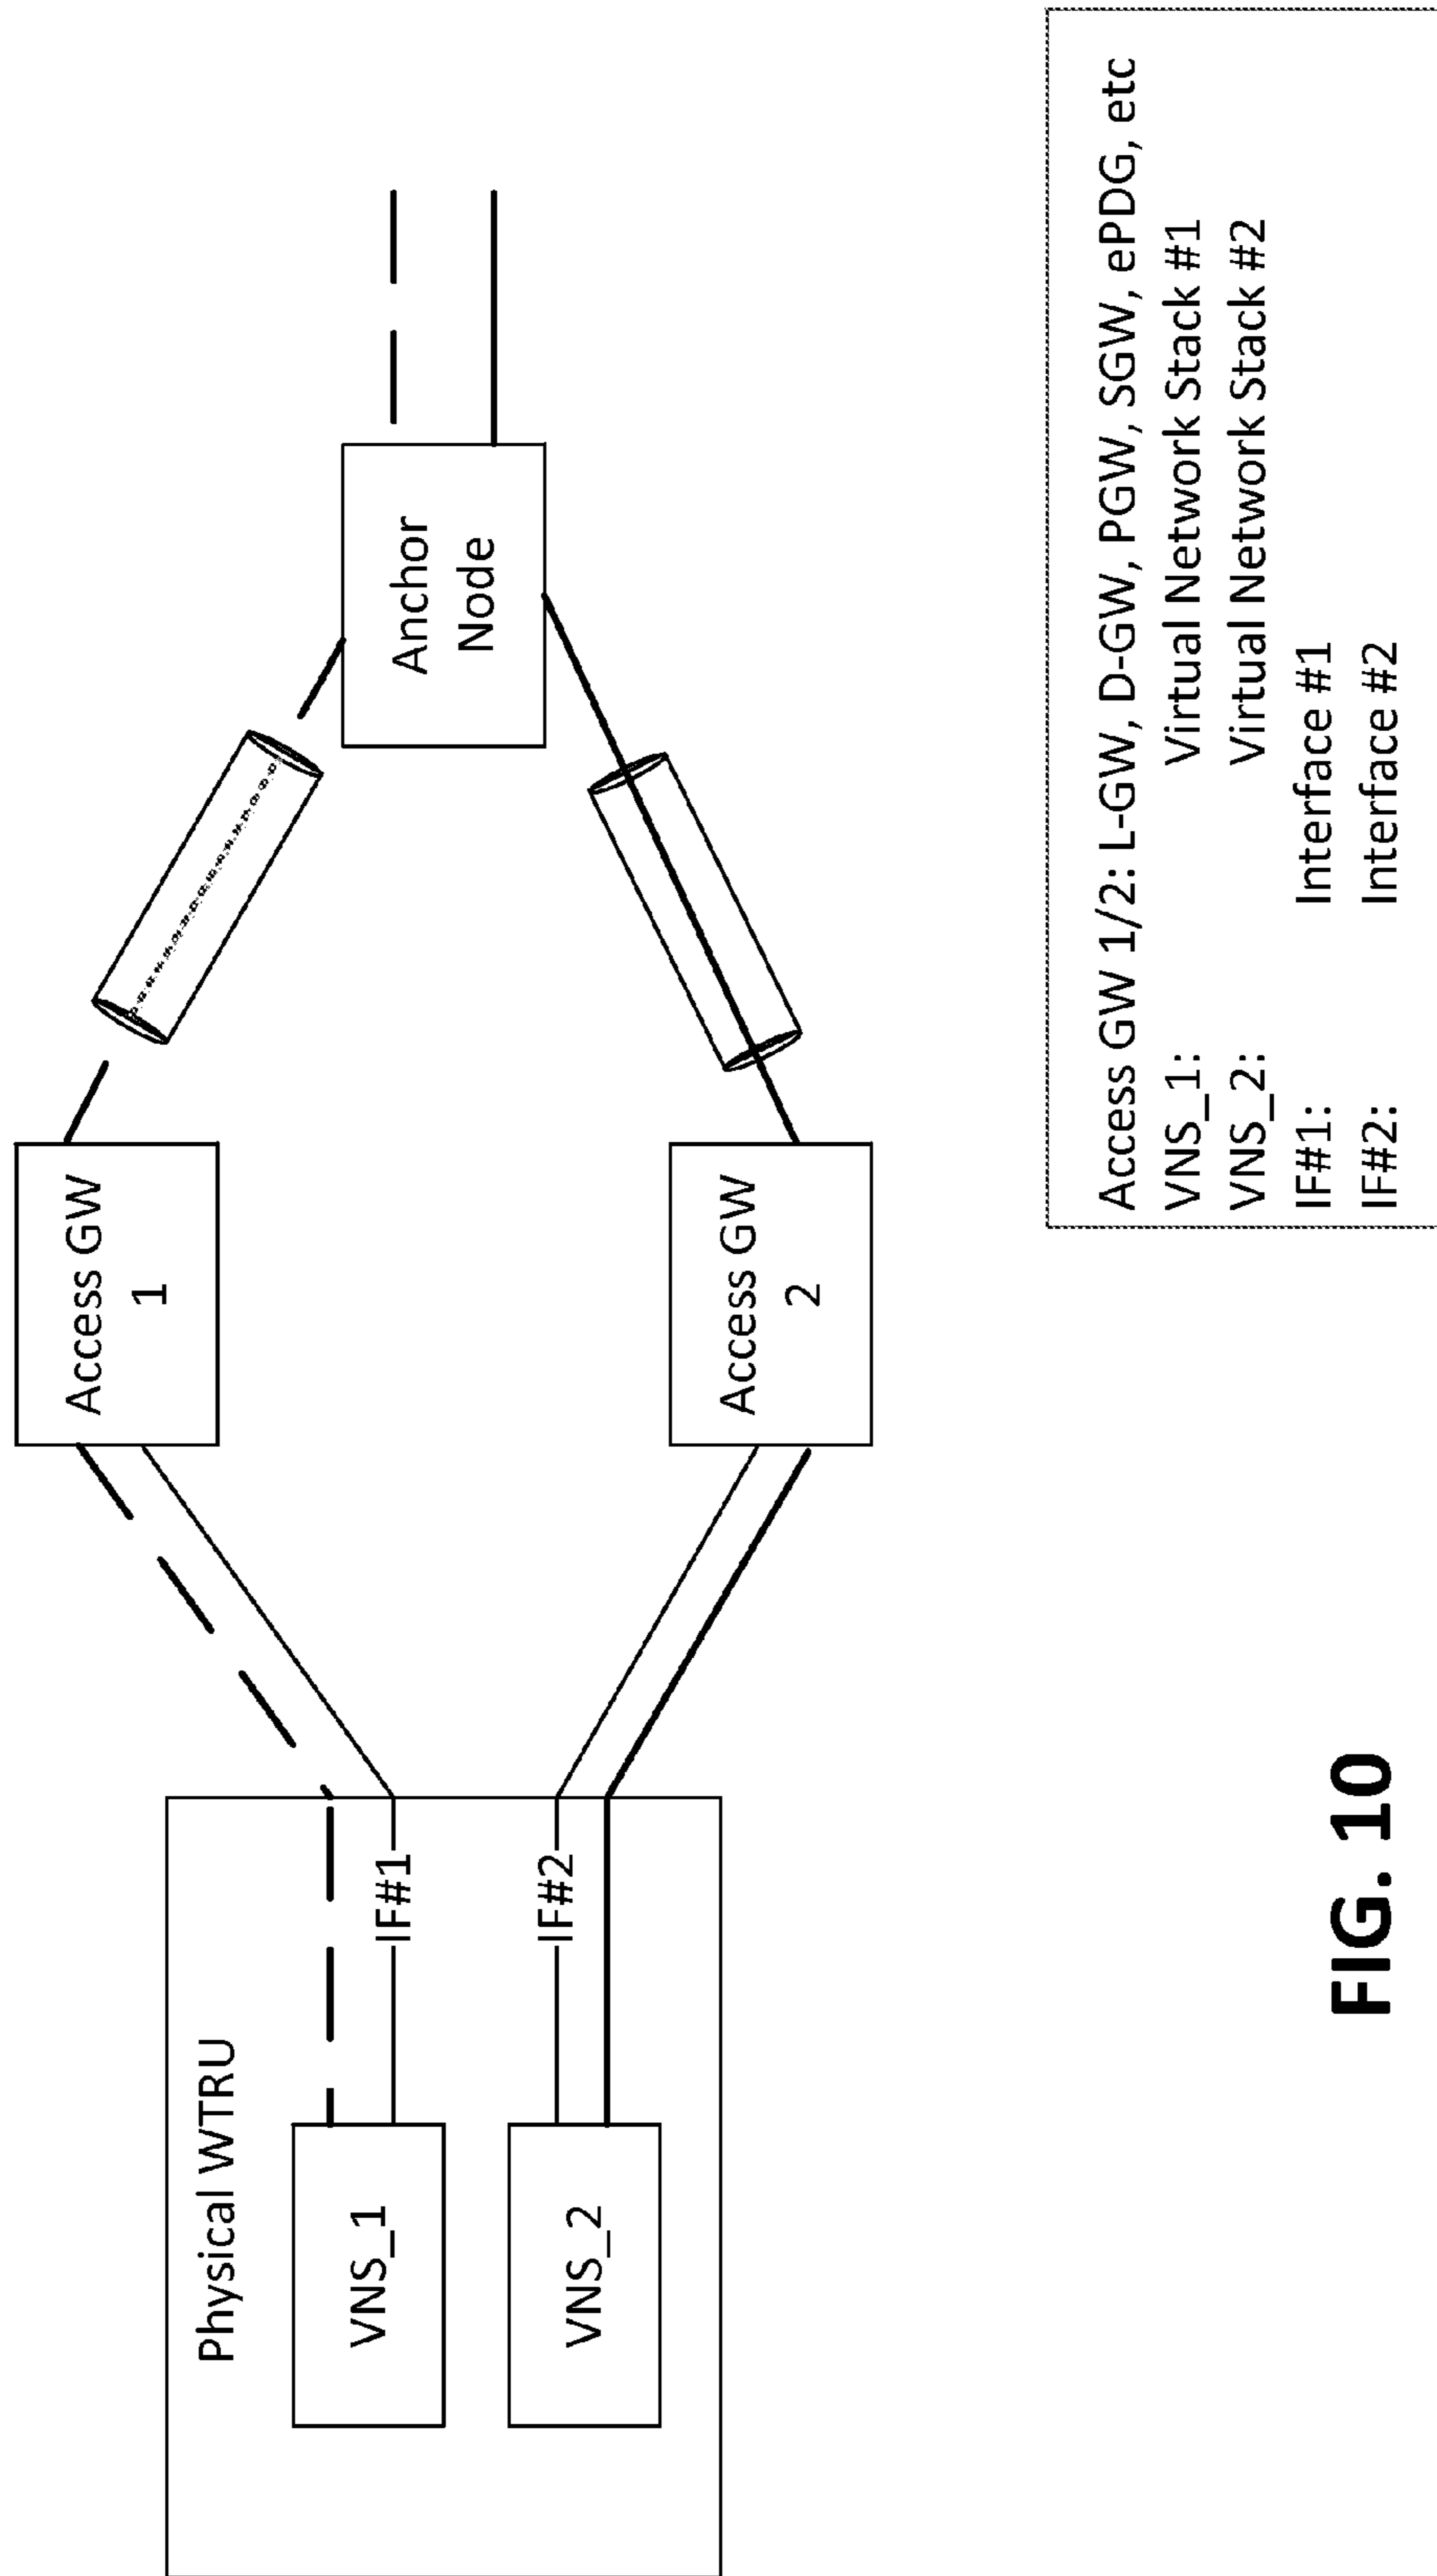 Physical WTRU
VNS_1
VNS_2
IF#1
IF#2
Access GW
1
Access GW
2
Anchor
Node
Access GW 1/2: L-GW, D-GW, PGW, SGW, ePDG, etc
VNS_1: Virtual Network Stack #1
VNS_2: Virtual Network Stack #2
IF#1: Interface #1
IF#2: Interface #2
FIG. 10